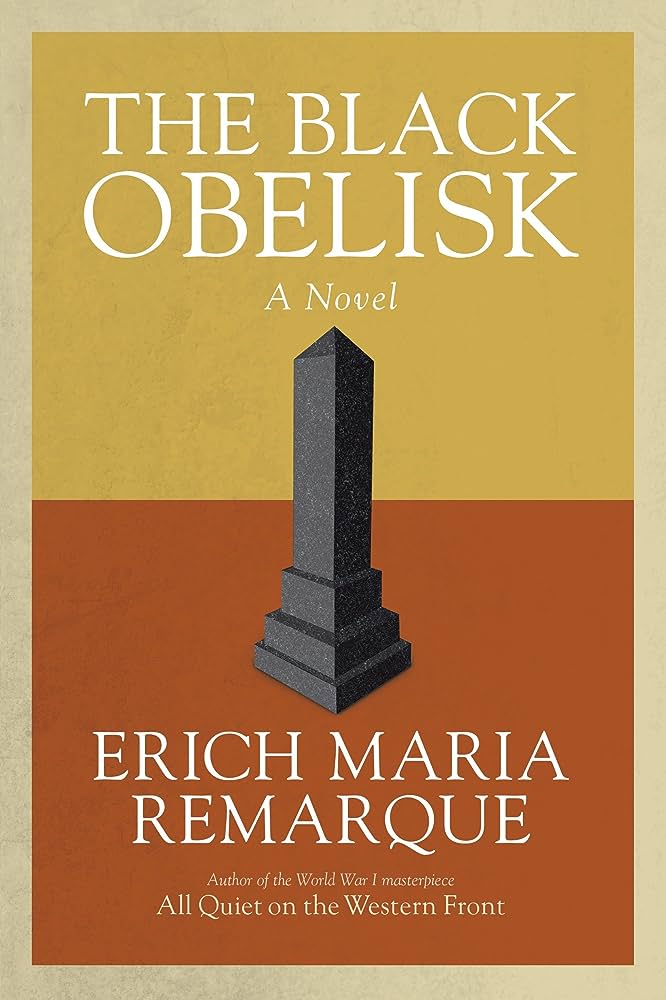 THE BLACK
OBELISK
A Novel
ERICH MARIA
REMARQUE
Author of the World War I masterpiece
All Quiet on the Western Front